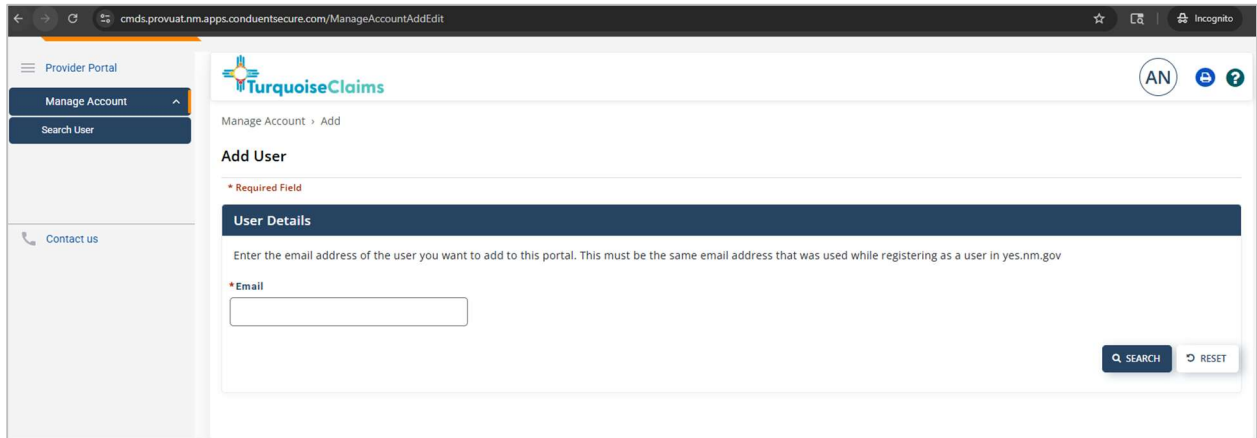 cmds.provuat.nm.apps.conduentsecure.com/ManageAccountAddEdit
Incognito
Provider Portal
Manage Account
Search User
Contact us
TurquoiseClaims
AN
Manage Account › Add
Add User
* Required Field
User Details
Enter the email address of the user you want to add to this portal. This must be the same email address that was used while registering as a user in yes.nm.gov
*Email
SEARCH
RESET